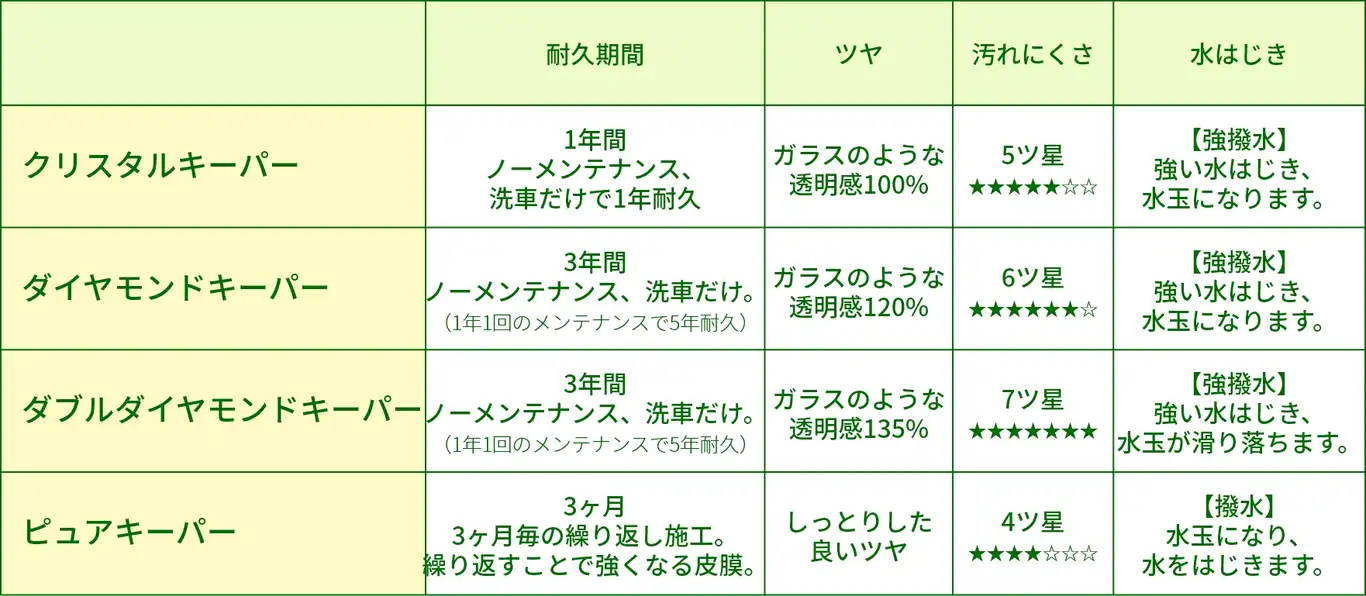 耐久期間
ツヤ
汚れにくさ
水はじき
クリスタルキーパー
1年間
ノーメンテナンス、
洗車だけで1年耐久
ガラスのような
透明感100%
5ツ星
★★★★★☆☆
【強撥水】
強い水はじき、
水玉になります。
ダイヤモンドキーパー
3年間
ノーメンテナンス、洗車だけ。
（1年1回のメンテナンスで5年耐久）
ガラスのような
透明感120%
6ツ星
★★★★★★☆
【強撥水】
強い水はじき、
水玉になります。
ダブルダイヤモンドキーパー
3年間
ノーメンテナンス、洗車だけ。
（1年1回のメンテナンスで5年耐久）
ガラスのような
透明感135%
7ツ星
★★★★★★★
【強撥水】
強い水はじき、
水玉が滑り落ちます。
ピュアキーパー
3ヶ月
3ヶ月毎の繰り返し施工。
繰り返すことで強くなる皮膜。
しっとりした
良いツヤ
4ツ星
★★★★☆☆☆
【撥水】
水玉になり、
水をはじきます。